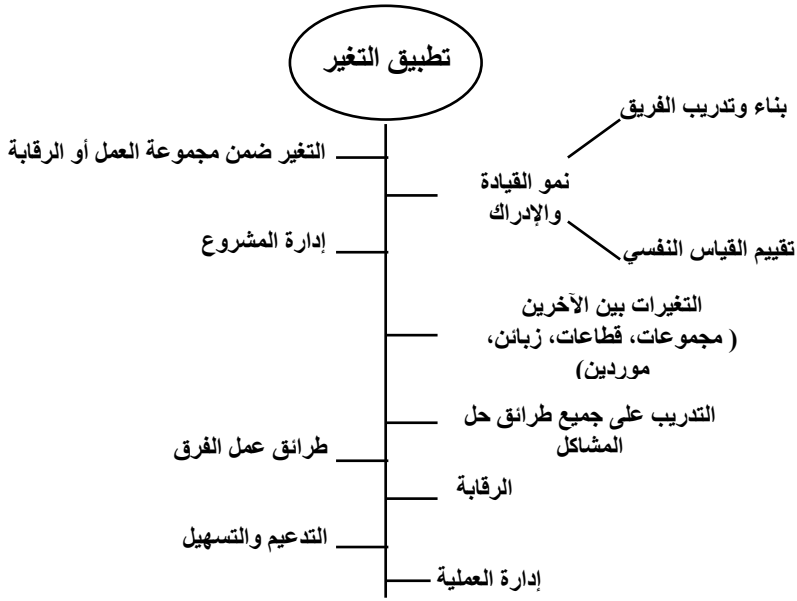 تطبيق التغير
بناء وتدريب الفريق
التغير ضمن مجموعة العمل أو الرقابة
نمو القيادة
والإدراك
إدارة المشروع
تقييم القياس النفسي
التغيرات بين الآخرين
( مجموعات، قطاعات، زبائن،
موردين)
التدريب على جميع طرائق حل
المشاكل
طرائق عمل الفرق
الرقابة
التدعيم والتسهيل
إدارة العملية